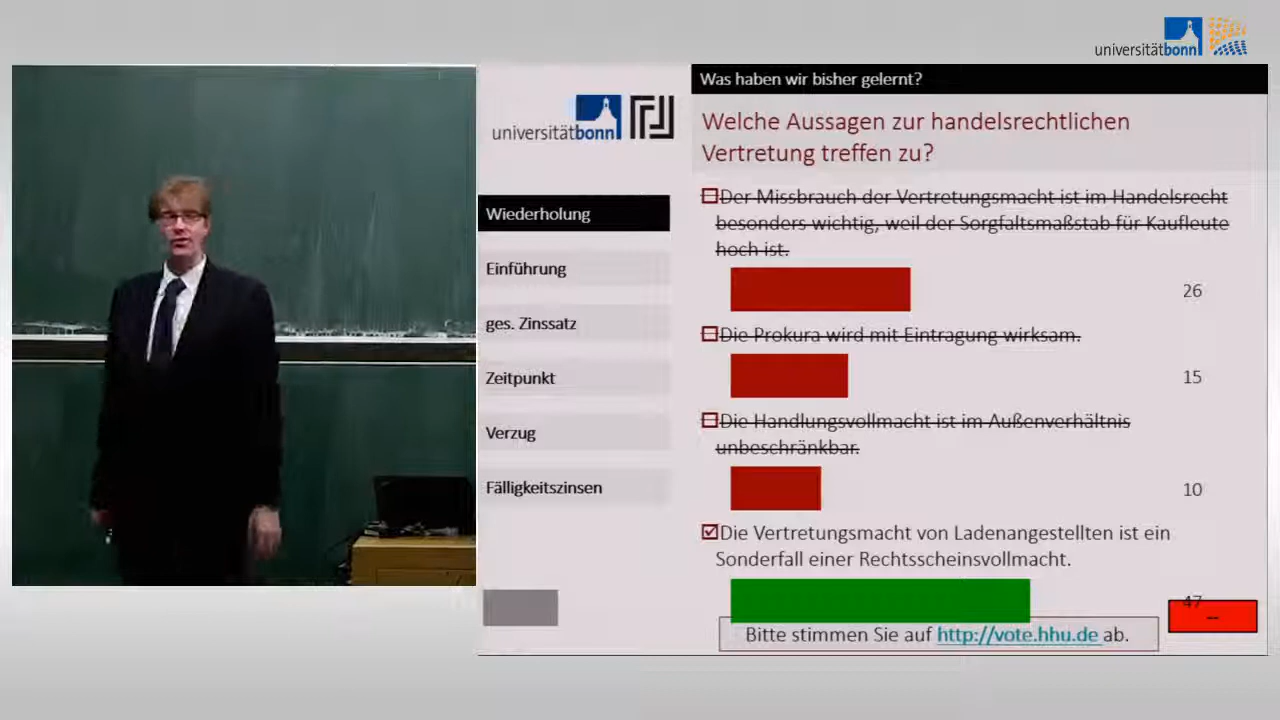 universitätbonn
Was haben wir bisher gelernt?
universitätbonn
Welche Aussagen zur handelsrechtlichen
Vertretung treffen zu?
Wiederholung
Einführung
ges. Zinssatz
Zeitpunkt
Verzug
Fälligkeitszinsen
Der Missbrauch der Vertretungsmacht ist im Handelsrecht
besonders wichtig, weil der Sorgfaltsmaßstab für Kaufleute
hoch ist.
26
Die Prokura wird mit Eintragung wirksam.
15
Die Handlungsvollmacht ist im Außenverhältnis
unbeschränkbar.
10
Die Vertretungsmacht von Ladenangestellten ist ein
Sonderfall einer Rechtsscheinsvollmacht.
47
Bitte stimmen Sie auf http://vote.hhu.de ab.